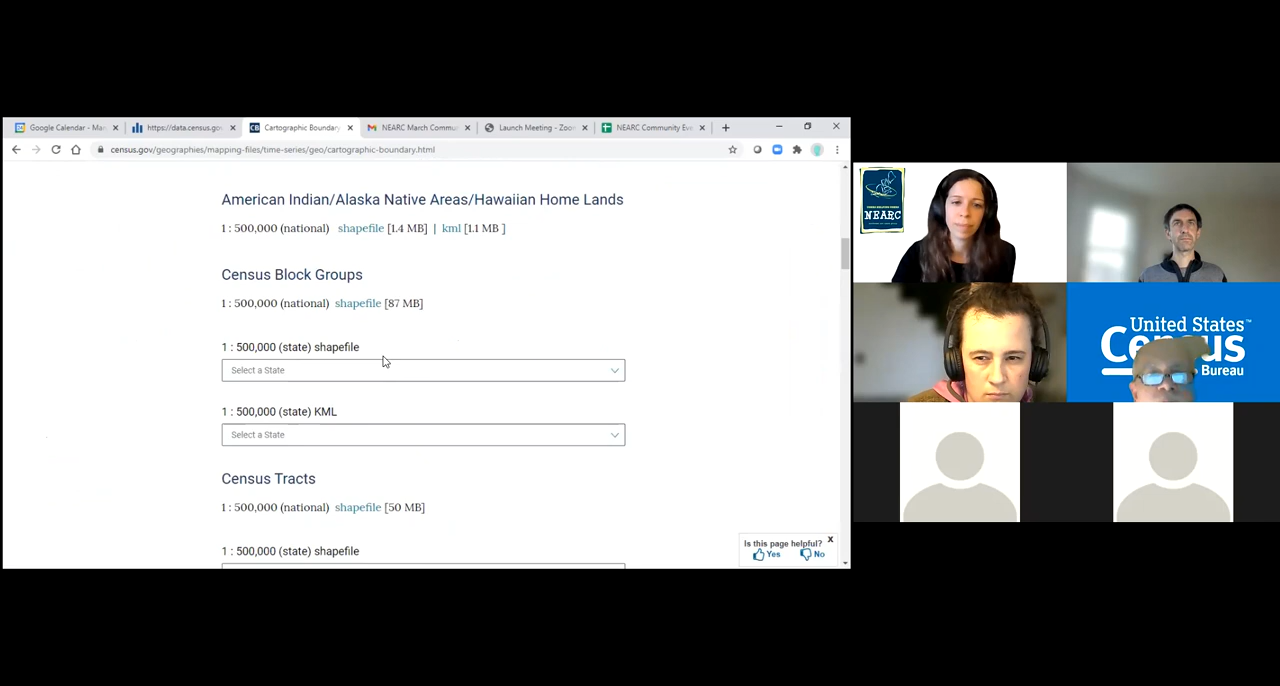 Google Calendar - Mar
https://data.census.gov
Cartographic Boundary
NEARC March Commu
Launch Meeting - Zoo
NEARC Community Eve
census.gov/geographies/mapping-files/time-series/geo/cartographic-boundary.html
American Indian/Alaska Native Areas/Hawaiian Home Lands
1 : 500,000 (national) shapefile [1.4 MB] | kml [1.1 MB ]
Census Block Groups
1 : 500,000 (national) shapefile [87 MB]
1 : 500,000 (state) shapefile
Select a State
1 : 500,000 (state) KML
Select a State
Census Tracts
1 : 500,000 (national) shapefile [50 MB]
1 : 500,000 (state) shapefile
Is this page helpful? X
Yes No
NEARC
United States™
Census
Bureau